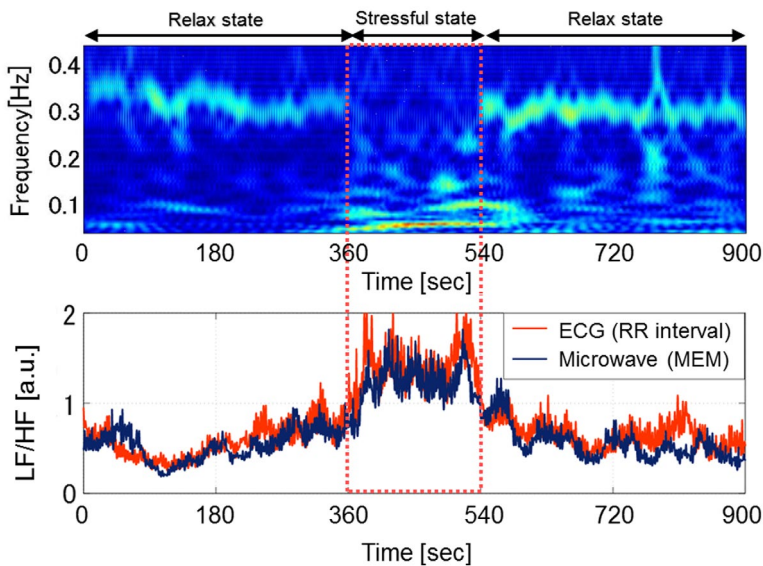 Relax state Stressful state Relax state
Frequency[Hz]
0.4
0.3
0.2
0.1
0 180 360 540 720 900
Time [sec]
LF/HF [a.u.]
2
1
0
ECG (RR interval)
Microwave (MEM)
0 180 360 540 720 900
Time [sec]